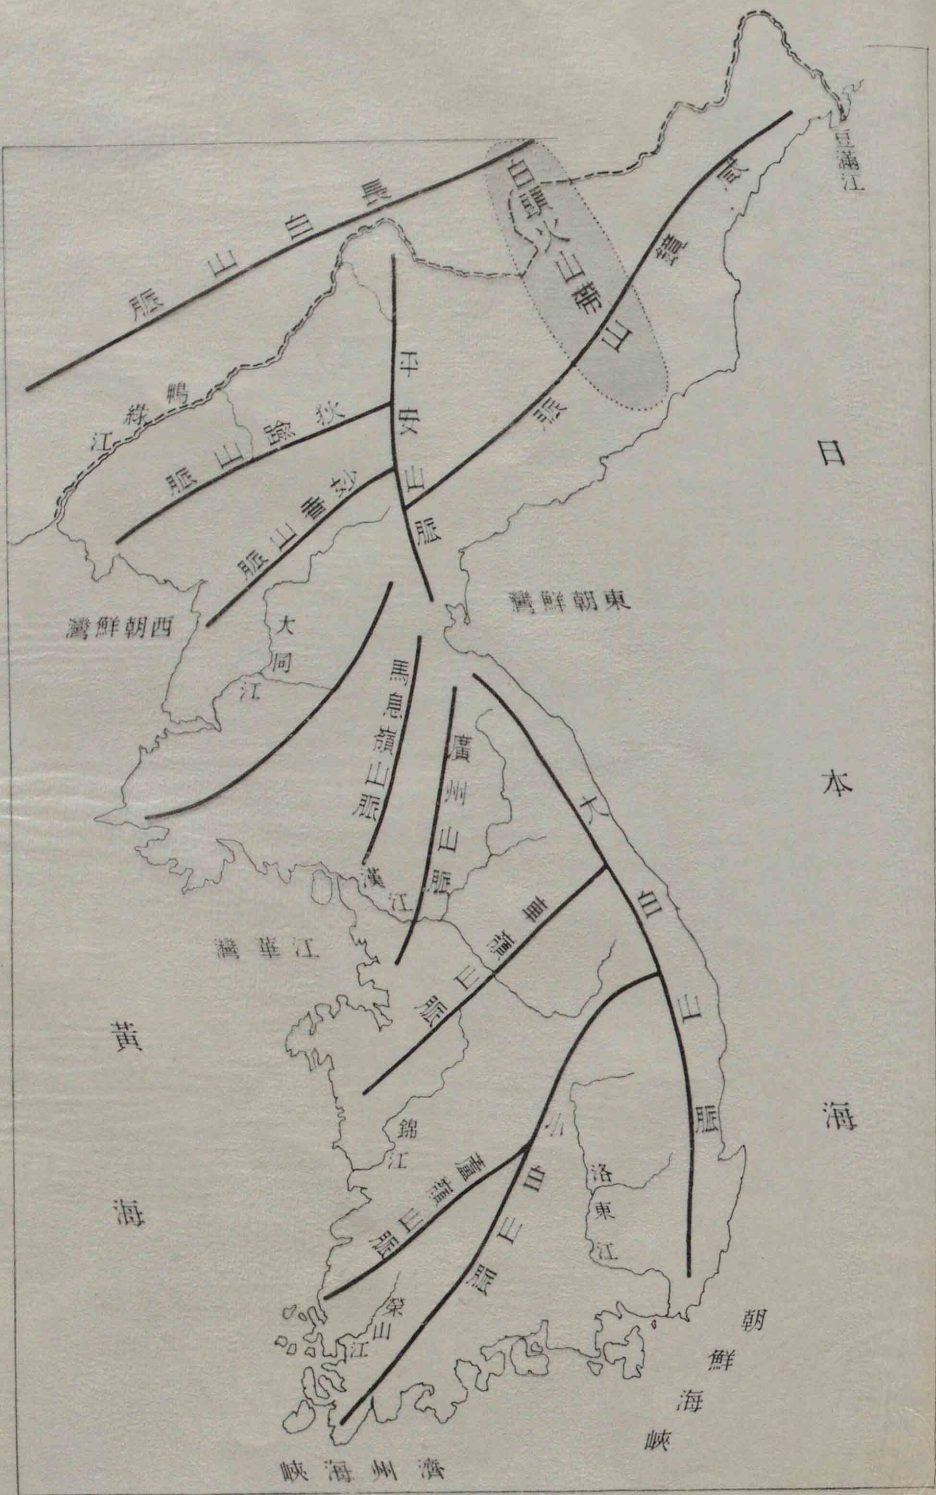 豆滿江
咸鏡山脈
白頭火山
長白山脈
鴨綠江
平安山脈
狄踰山脈
妙香山脈
日本海
東朝鮮灣
西朝鮮灣
大同江
馬息嶺山脈
廣州山脈
太白山脈
漢江
車嶺山脈
江華灣
黃海
錦江
小白山脈
蘆嶺山脈
洛東江
榮山江
朝鮮海峽
濟州海峽